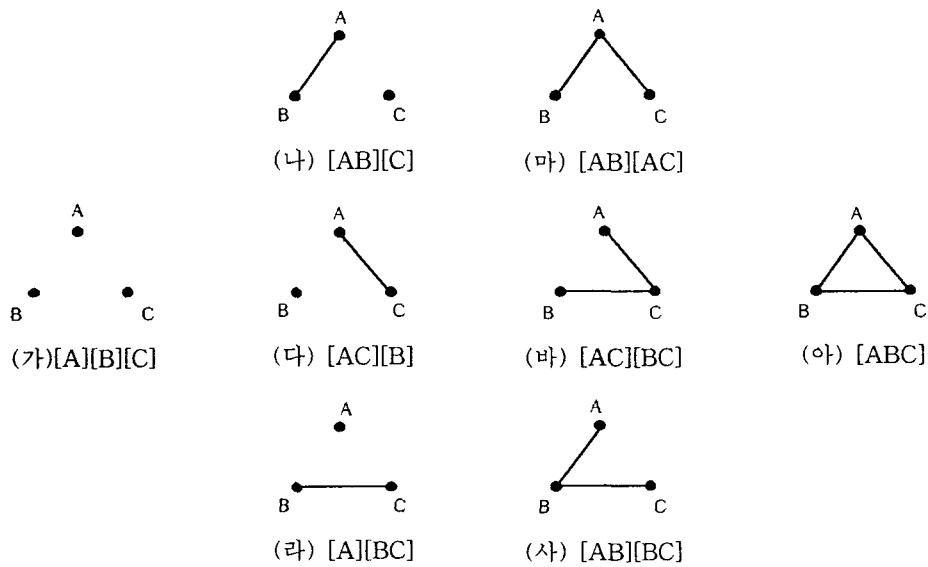 A
B
C
(나) [AB][C]
A
B
C
(마) [AB][AC]
A
B
C
(가)[A][B][C]
A
B
C
(다) [AC][B]
A
B
C
(바) [AC][BC]
A
B
C
(아) [ABC]
A
B
C
(라) [A][BC]
A
B
C
(사) [AB][BC]